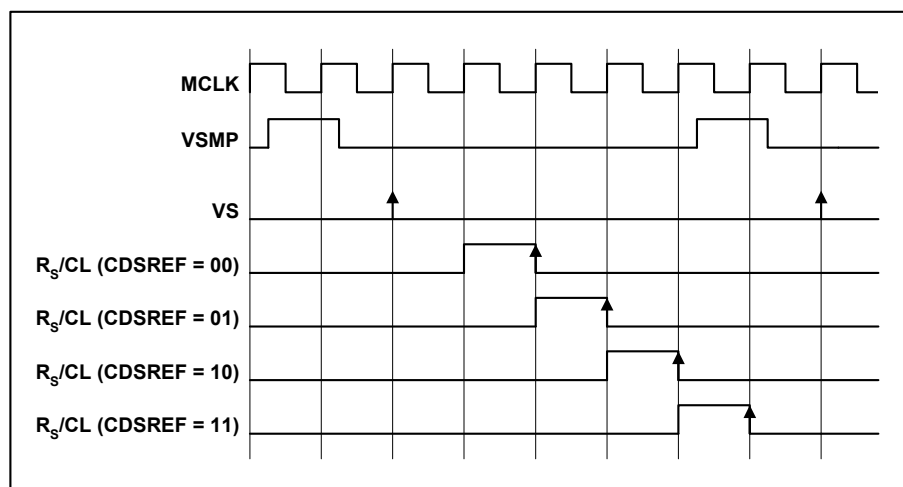 MCLK
VSMP
VS
RS/CL (CDSREF = 00)
RS/CL (CDSREF = 01)
RS/CL (CDSREF = 10)
RS/CL (CDSREF = 11)